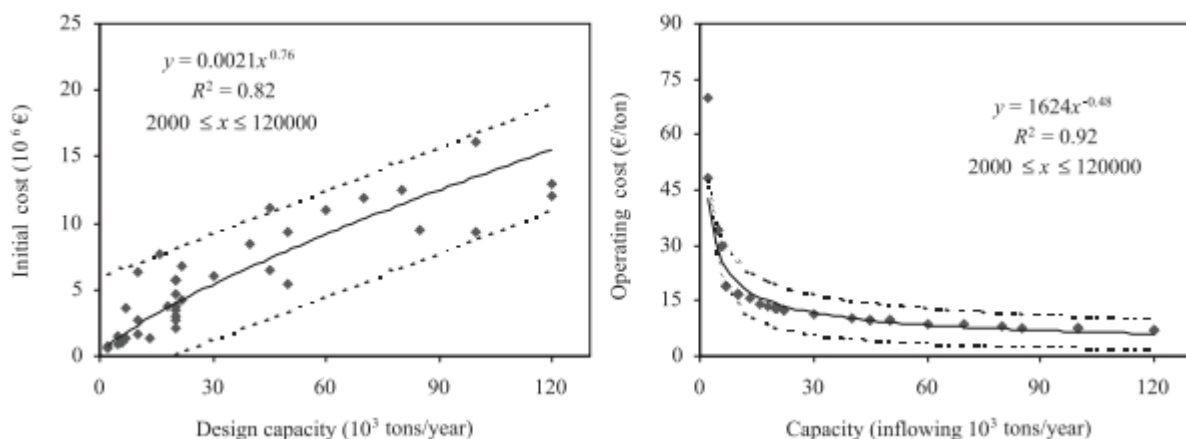 25
20
15
10
5
0
Initial cost (10⁶ €)
y = 0.0021x^0.76
R² = 0.82
2000 ≤ x ≤ 120000
0 30 60 90 120
Design capacity (10³ tons/year)
90
75
60
45
30
15
0
Operating cost (€/ton)
y = 1624x^-0.48
R² = 0.92
2000 ≤ x ≤ 120000
0 30 60 90 120
Capacity (inflowing 10³ tons/year)